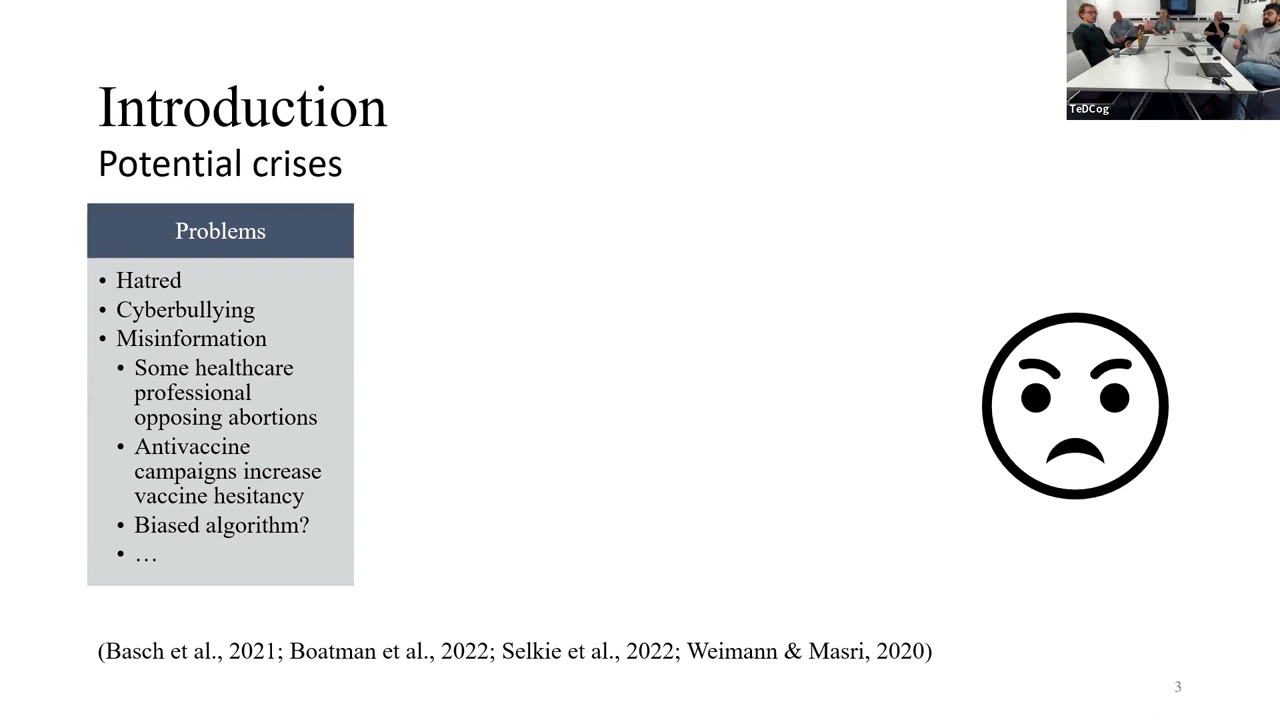 TeDCog
Introduction
Potential crises
Problems
• Hatred
• Cyberbullying
• Misinformation
• Some healthcare
professional
opposing abortions
• Antivaccine
campaigns increase
vaccine hesitancy
• Biased algorithm?
• …
(Basch et al., 2021; Boatman et al., 2022; Selkie et al., 2022; Weimann & Masri, 2020)
3